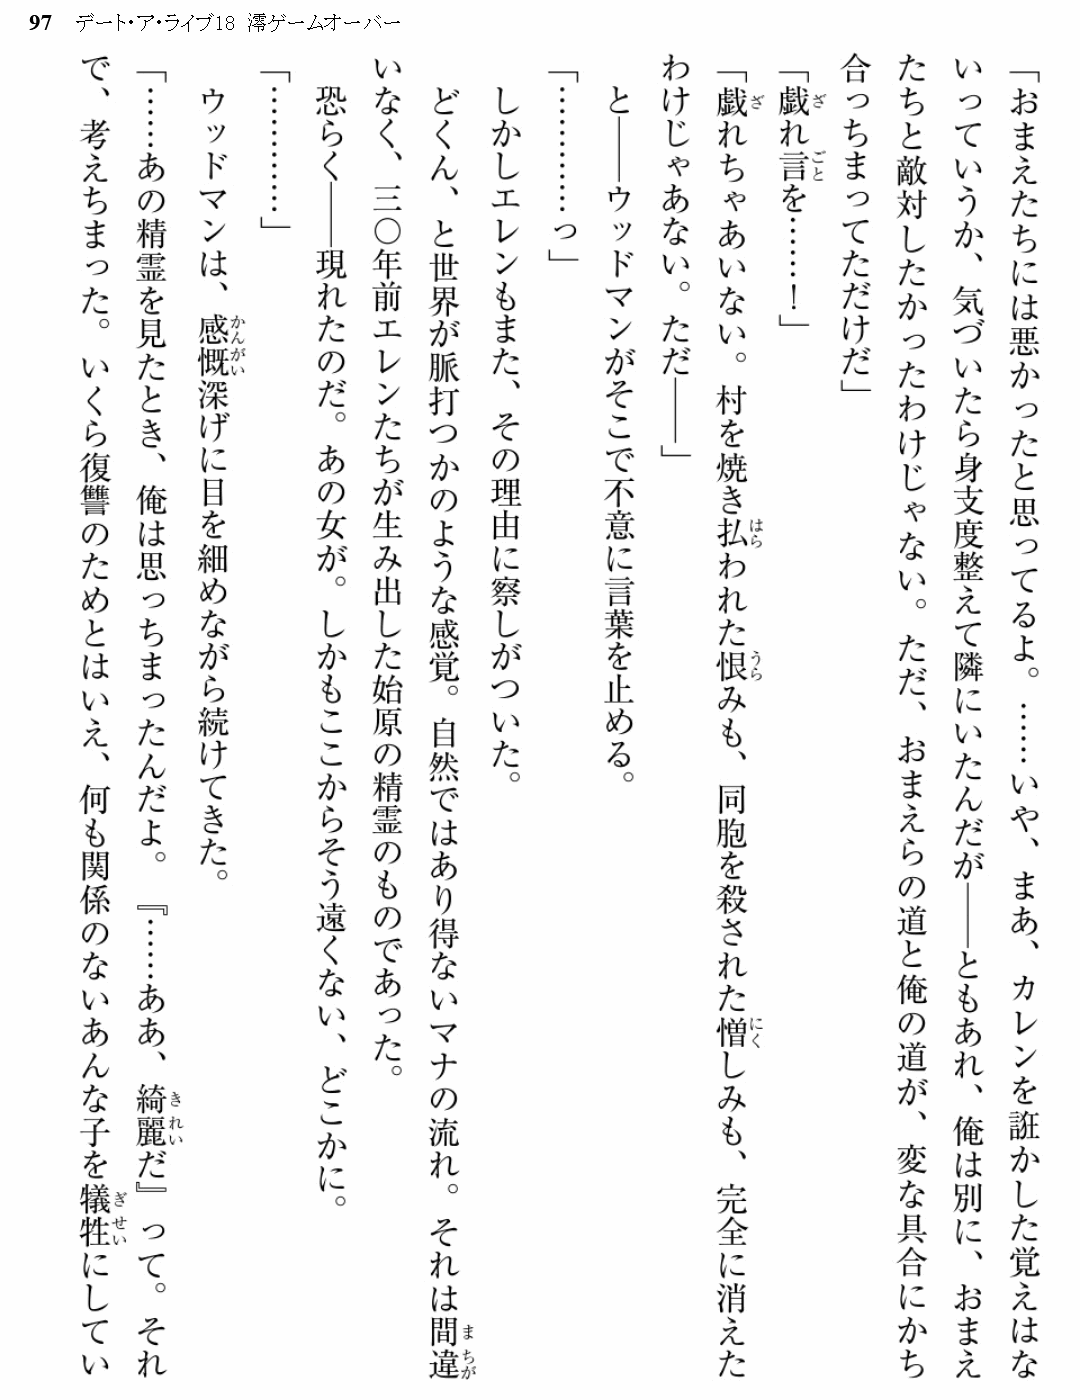 97 デート・ア・ライブ18 澪ゲームオーバー
「おまえたちには悪かったと思ってるよ。……いや、まあ、カレンを誑かした覚えはな
いっていうか、気づいたら身支度整えて隣にいたんだが――ともあれ、俺は別に、おまえ
たちと敵対したかったわけじゃない。ただ、おまえらの道と俺の道が、変な具合にかち
合っちまってただけだ」
「戯れ言を……！」
「戯れちゃあいない。村を焼き払われた恨みも、同胞を殺された憎しみも、完全に消えた
わけじゃあない。ただ――」
と――ウッドマンがそこで不意に言葉を止める。
「…………っ」
しかしエレンもまた、その理由に察しがついた。
どくん、と世界が脈打つかのような感覚。自然ではあり得ないマナの流れ。それは間違
いなく、三〇年前エレンたちが生み出した始原の精霊のものであった。
恐らく――現れたのだ。あの女が。しかもここからそう遠くない、どこかに。
「…………」
ウッドマンは、感慨深げに目を細めながら続けてきた。
「……あの精霊を見たとき、俺は思っちまったんだよ。『……ああ、綺麗だ』って。それ
で、考えちまった。いくら復讐のためとはいえ、何も関係のないあんな子を犠牲にしてい